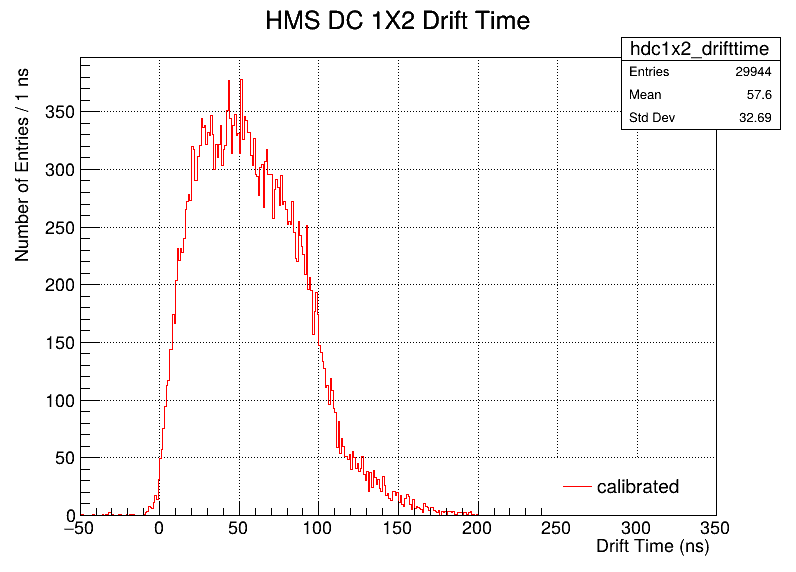 HMS DC 1X2 Drift Time
hdc1x2_drifttime
Entries 29944
Mean 57.6
Std Dev 32.69
Number of Entries / 1 ns
350
300
250
200
150
100
50
0
−50 0 50 100 150 200 250 300 350
Drift Time (ns)
calibrated